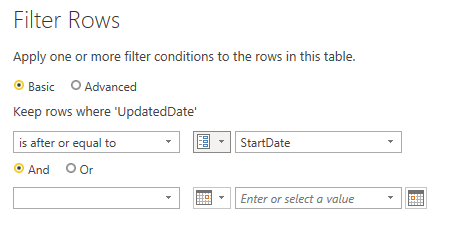 Filter Rows
Apply one or more filter conditions to the rows in this table.
Basic Advanced
Keep rows where 'UpdatedDate'
is after or equal to StartDate
And Or
Enter or select a value